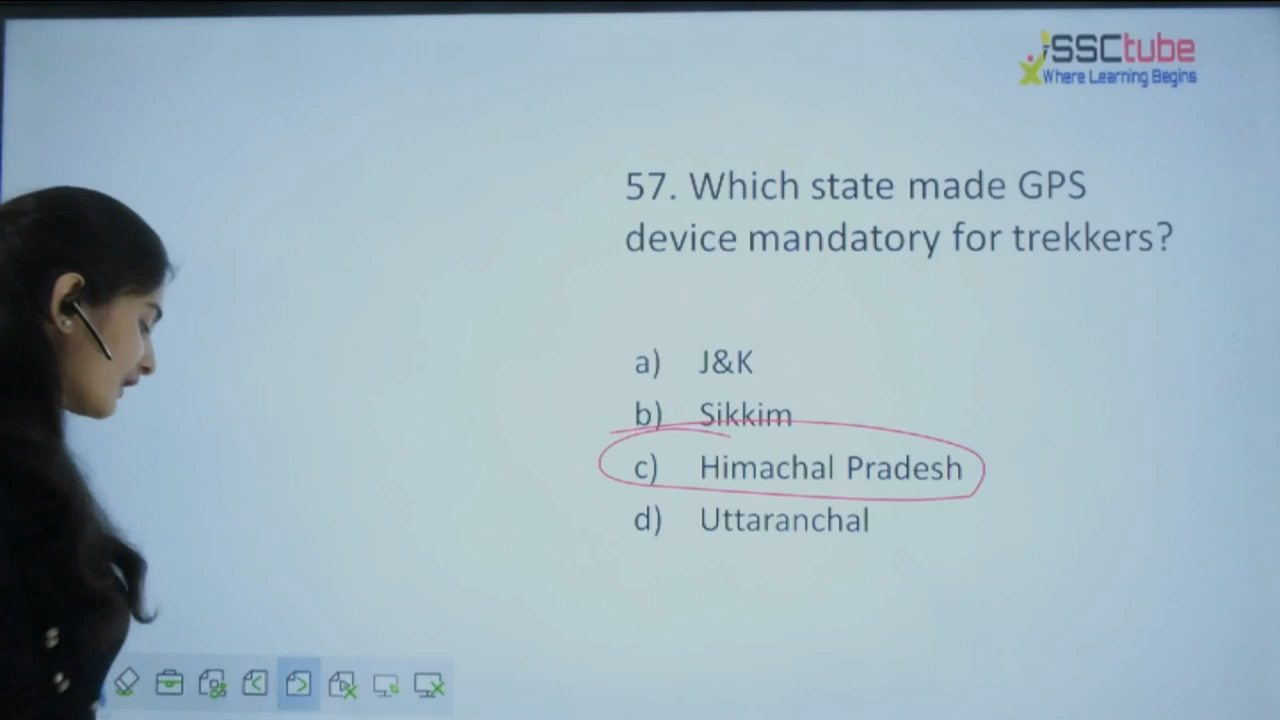 SSCtube
Where Learning Begins
57. Which state made GPS
device mandatory for trekkers?
a) J&K
b) Sikkim
c) Himachal Pradesh
d) Uttaranchal